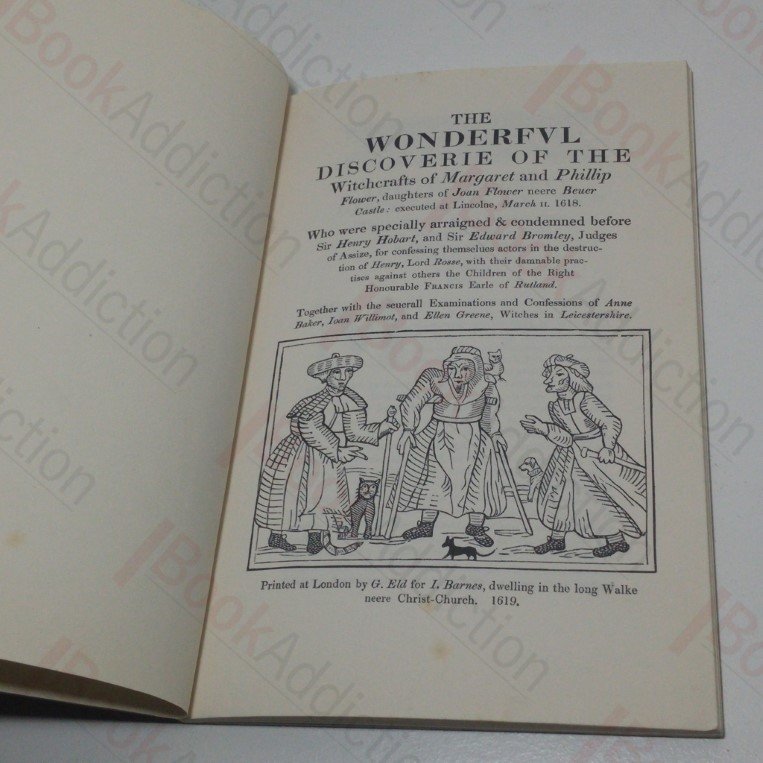 THE
WONDERFVL
DISCOVERIE OF THE
Witchcrafts of Margaret and Phillip
Flower, daughters of Joan Flower neere Beuer
Castle: executed at Lincolne, March 11. 1618.
Who were specially arraigned & condemned before
Sir Henry Hobart, and Sir Edward Bromley, Judges
of Assize, for confessing themselues actors in the destruc-
tion of Henry, Lord Rosse, with their damnable prac-
tises against others the Children of the Right
Honourable FRANCIS Earle of Rutland.
Together with the seuerall Examinations and Confessions of Anne
Baker, Ioan Willimot, and Ellen Greene, Witches in Leicestershire.
Printed at London by G. Eld for I. Barnes, dwelling in the long Walke
neere Christ-Church. 1619.
BookAddiction